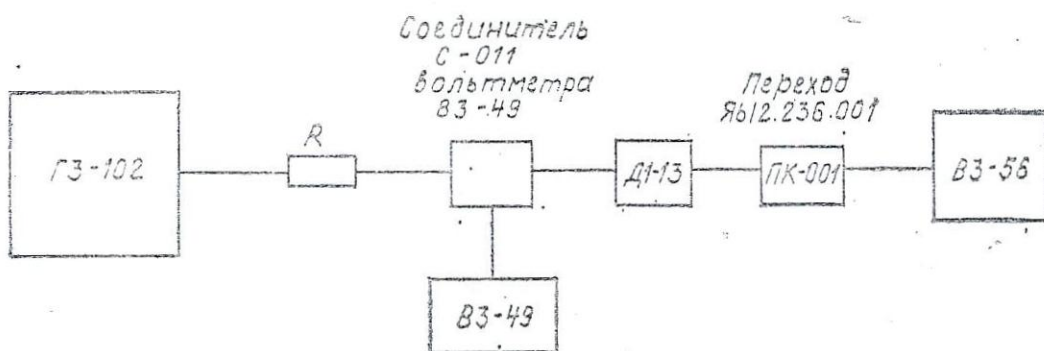 Соединитель
С-011
вольтметра
В3-49
Переход
ЯЫ2.236.001
Г3-102
R
Д1-13
ПК-001
В3-56
В3-49